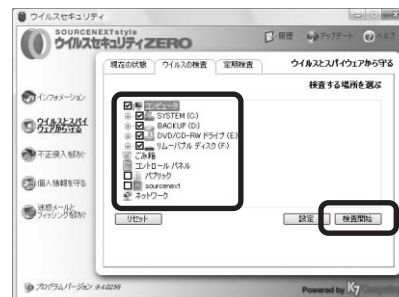 ウイルスセキュリティ
SOURCENEXTstyle
ウイルスセキュリティZERO
履歴 アップデート ヘルプ
現在の状態 ウイルスの検査 定期検査 ウイルスとスパイウェアから守る
検査する場所を選ぶ
インフォメーション
ウイルスとスパイウェアから守る
不正侵入を防ぐ
個人情報を守る
迷惑メールとフィッシングを防ぐ
コンピュータ
SYSTEM (C:)
BACKUP (D:)
DVD/CD-RW ドライブ (E:)
リムーバブル ディスク (F:)
ごみ箱
コントロール パネル
パブリック
sourcenext
ネットワーク
リセット 設定 検査開始
プログラムバージョン 9.4.0256
Powered by K7 Computing